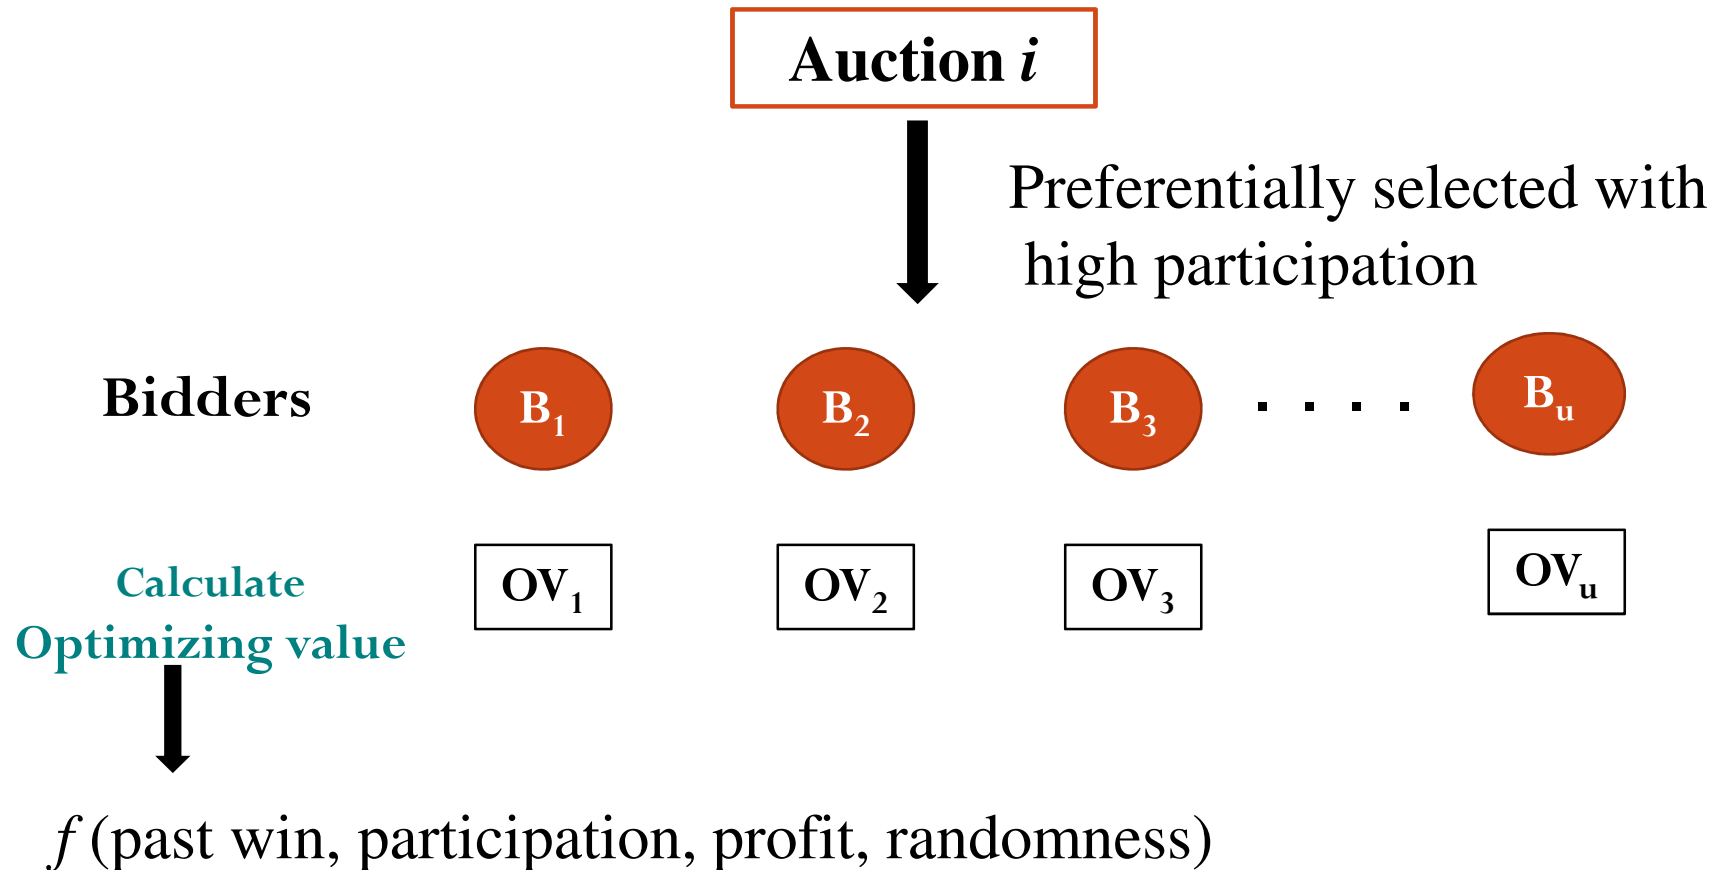 Auction i
Preferentially selected with
high participation
Bidders
B₁ B₂ B₃ . . . . Bᵤ
Calculate
Optimizing value
OV₁ OV₂ OV₃ OVᵤ
f (past win, participation, profit, randomness)